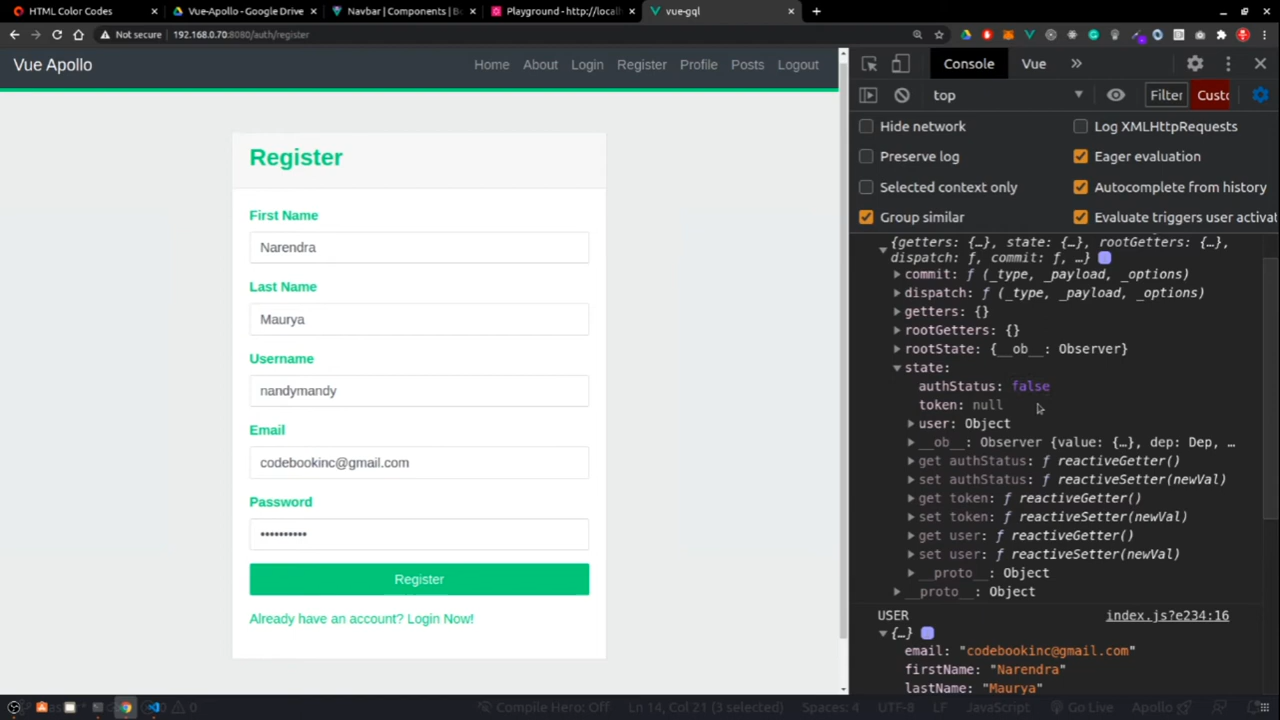 HTML Color Codes
Vue-Apollo - Google Drive
Navbar | Components | Bo
Playground - http://localh
vue-gql
Not secure 192.168.0.70:8080/auth/register
Vue Apollo
Home About Login Register Profile Posts Logout
Register
First Name
Narendra
Last Name
Maurya
Username
nandymandy
Email
codebookinc@gmail.com
Password
••••••••••
Register
Already have an account? Login Now!
Console Vue
top Filter Custo
Hide network Log XMLHttpRequests
Preserve log Eager evaluation
Selected context only Autocomplete from history
Group similar Evaluate triggers user activat
{getters: {…}, state: {…}, rootGetters: {…},
dispatch: ƒ, commit: ƒ, …}
commit: ƒ (_type, _payload, _options)
dispatch: ƒ (_type, _payload, _options)
getters: {}
rootGetters: {}
rootState: {__ob__: Observer}
state:
authStatus: false
token: null
user: Object
__ob__: Observer {value: {…}, dep: Dep, …
get authStatus: ƒ reactiveGetter()
set authStatus: ƒ reactiveSetter(newVal)
get token: ƒ reactiveGetter()
set token: ƒ reactiveSetter(newVal)
get user: ƒ reactiveGetter()
set user: ƒ reactiveSetter(newVal)
__proto__: Object
__proto__: Object
USER index.js?e234:16
{…}
email: "codebookinc@gmail.com"
firstName: "Narendra"
lastName: "Maurya"
Compile Hero: Off Ln 14, Col 21 (3 selected) Spaces: 4 UTF-8 LF JavaScript Go Live Apollo